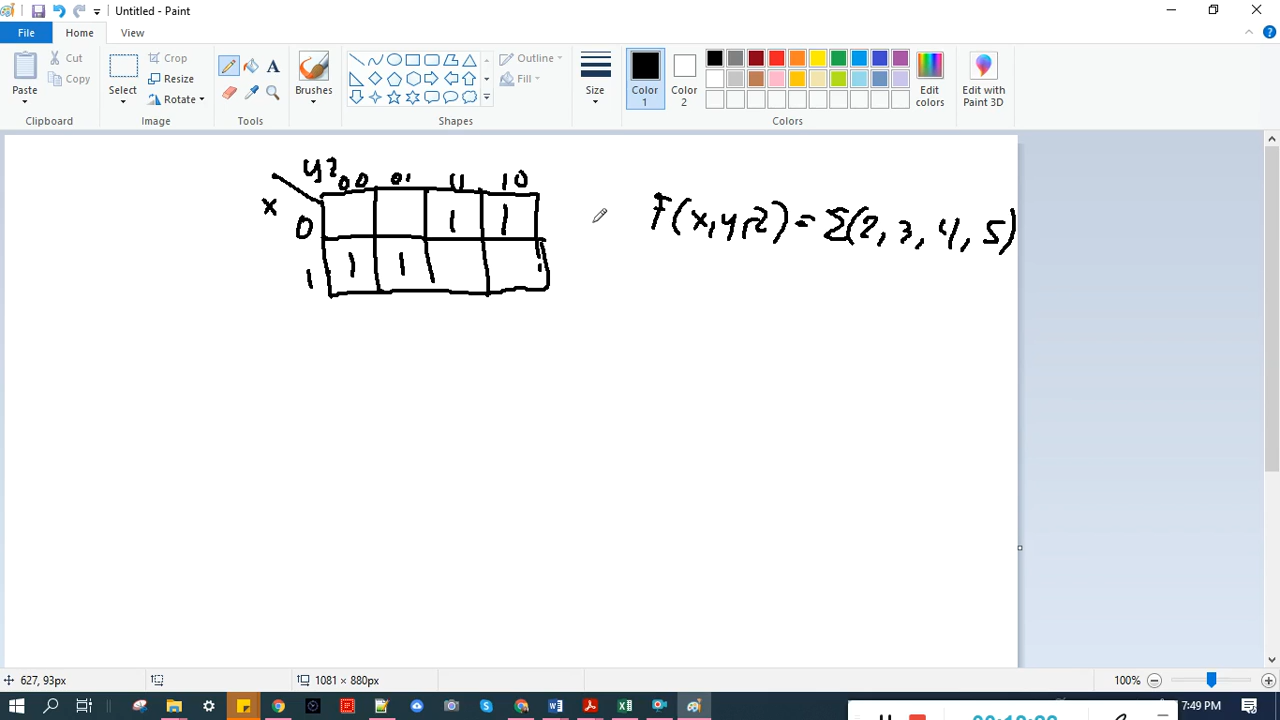 Untitled - Paint
File Home View
Paste Cut Copy
Clipboard
Select Crop Resize Rotate
Image
Tools
Brushes
Shapes
Outline
Fill
Size
Color 1
Color 2
Edit colors
Colors
Edit with Paint 3D
yz
00 01 11 10
x
0 1 1
1 1 1
F(x,y,z) = Σ(2, 3, 4, 5)
627, 93px
1081 × 880px
100%
7:49 PM